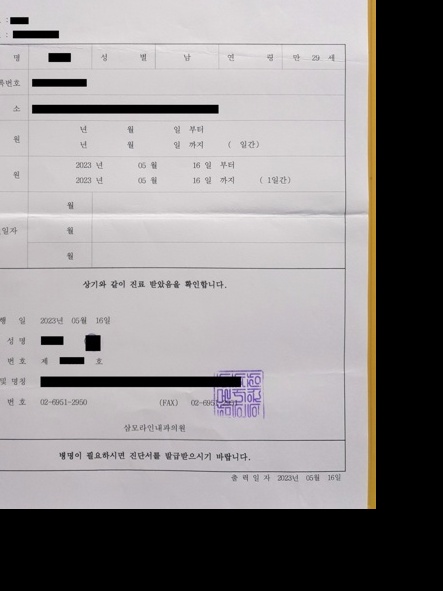 :
:
명 성 별 남 연 령 만 29 세
록번호
소
년 월 일 부터
원 년 월 일 까지 ( 일간)
2023 년 05 월 16 일 부터
원 2023 년 05 월 16 일 까지 ( 1일간)
월
일자 월
월
상기와 같이 진료 받았음을 확인합니다.
행 일 2023년 05월 16일
성 명
번 호 제 호
및 명칭
번 호 02-6951-2950 (FAX) 02-695
삼모라인내과의원
병명이 필요하시면 진단서를 발급받으시기 바랍니다.
출 력 일 자 2023년 05월 16일